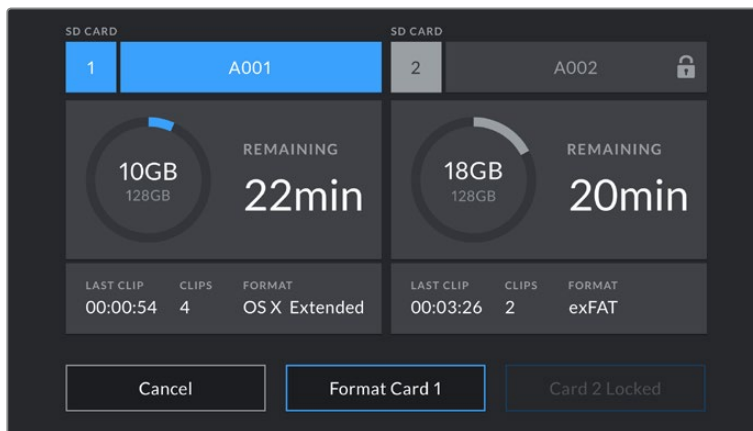 SD CARD
1 A001
10GB
128GB
REMAINING
22min
LAST CLIP CLIPS FORMAT
00:00:54 4 OS X Extended
SD CARD
2 A002
18GB
128GB
REMAINING
20min
LAST CLIP CLIPS FORMAT
00:03:26 2 exFAT
Cancel Format Card 1 Card 2 Locked